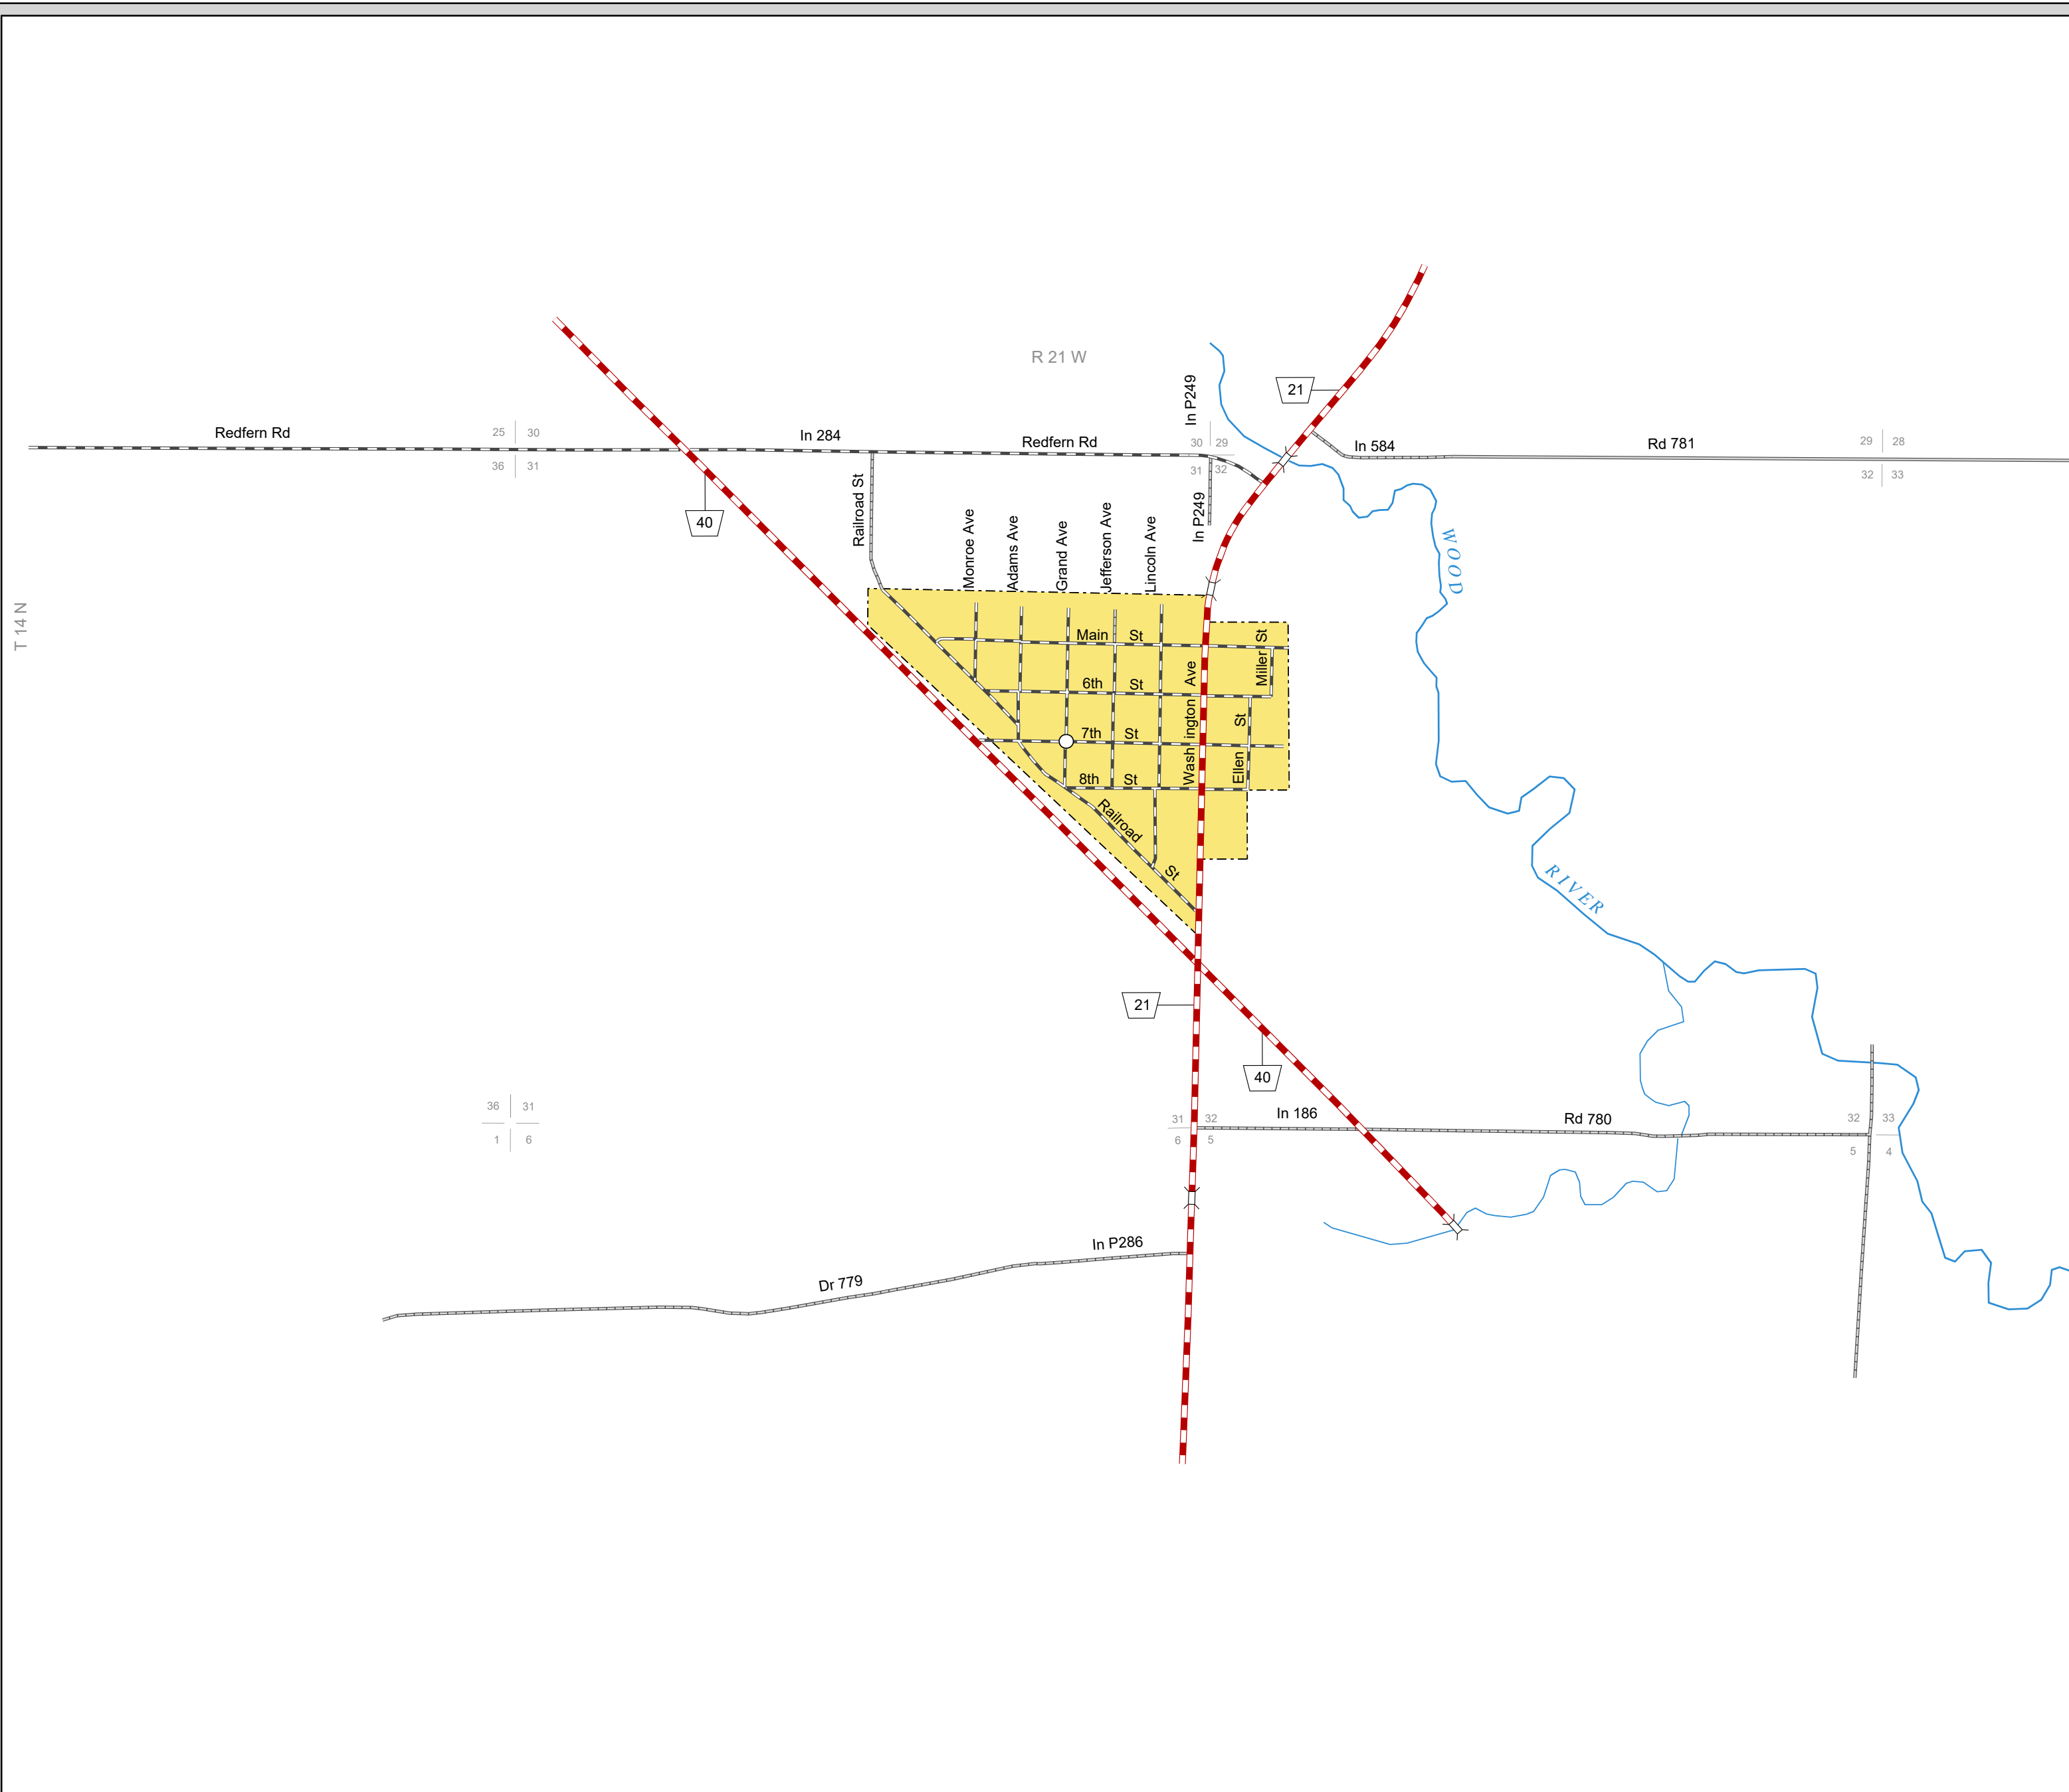 R 21 W
T 14 N
In P249
21
Redfern Rd
25 30
36 31
In 284
Redfern Rd
30 29
31 32
In 584
Rd 781
29 28
32 33
40
Railroad St
Monroe Ave
Adams Ave
Grand Ave
Jefferson Ave
Lincoln Ave
In P249
WOOD
Main St
Miller St
6th St
Washington Ave
7th St
Ellen St
8th St
Railroad St
RIVER
21
40
36 31
1 6
31 32
6 5
In 186
Rd 780
32 33
5 4
In P286
Dr 779